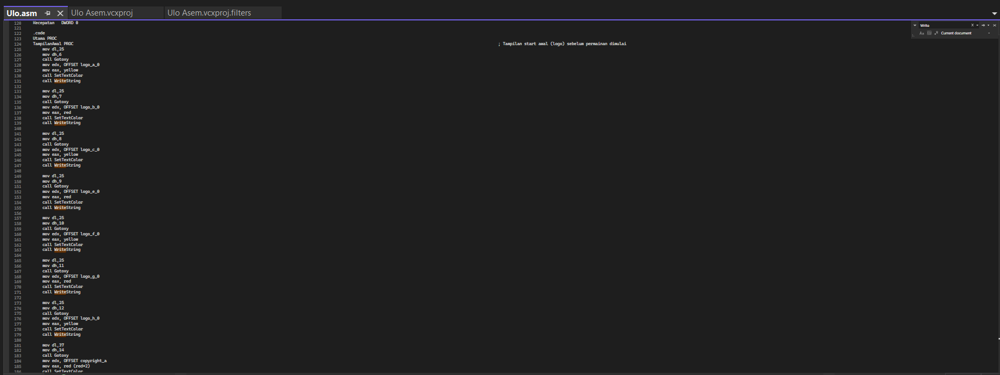 Ulo.asm Ulo Asem.vcxproj Ulo Asem.vcxproj.filters
120 Kecepatan DWORD 0
121
122 .code
123 Utama PROC
124 TampilanAwal PROC ; Tampilan start awal (logo) sebelum permainan dimulai
125 mov dl,25
126 mov dh,6
127 call Gotoxy
128 mov edx, OFFSET logo_a_0
129 mov eax, yellow
130 call SetTextColor
131 call WriteString
132
133 mov dl,25
134 mov dh,7
135 call Gotoxy
136 mov edx, OFFSET logo_b_0
137 mov eax, red
138 call SetTextColor
139 call WriteString
140
141 mov dl,25
142 mov dh,8
143 call Gotoxy
144 mov edx, OFFSET logo_c_0
145 mov eax, yellow
146 call SetTextColor
147 call WriteString
148
149 mov dl,25
150 mov dh,9
151 call Gotoxy
152 mov edx, OFFSET logo_e_0
153 mov eax, red
154 call SetTextColor
155 call WriteString
156
157 mov dl,25
158 mov dh,10
159 call Gotoxy
160 mov edx, OFFSET logo_f_0
161 mov eax, yellow
162 call SetTextColor
163 call WriteString
164
165 mov dl,25
166 mov dh,11
167 call Gotoxy
168 mov edx, OFFSET logo_g_0
169 mov eax, red
170 call SetTextColor
171 call WriteString
172
173 mov dl,25
174 mov dh,12
175 call Gotoxy
176 mov edx, OFFSET logo_h_0
177 mov eax, yellow
178 call SetTextColor
179 call WriteString
180
181 mov dl,37
182 mov dh,14
183 call Gotoxy
184 mov edx, OFFSET copyright_a
185 mov eax, red (red*2)
186 call SetTextColor
Write
Aa Current document